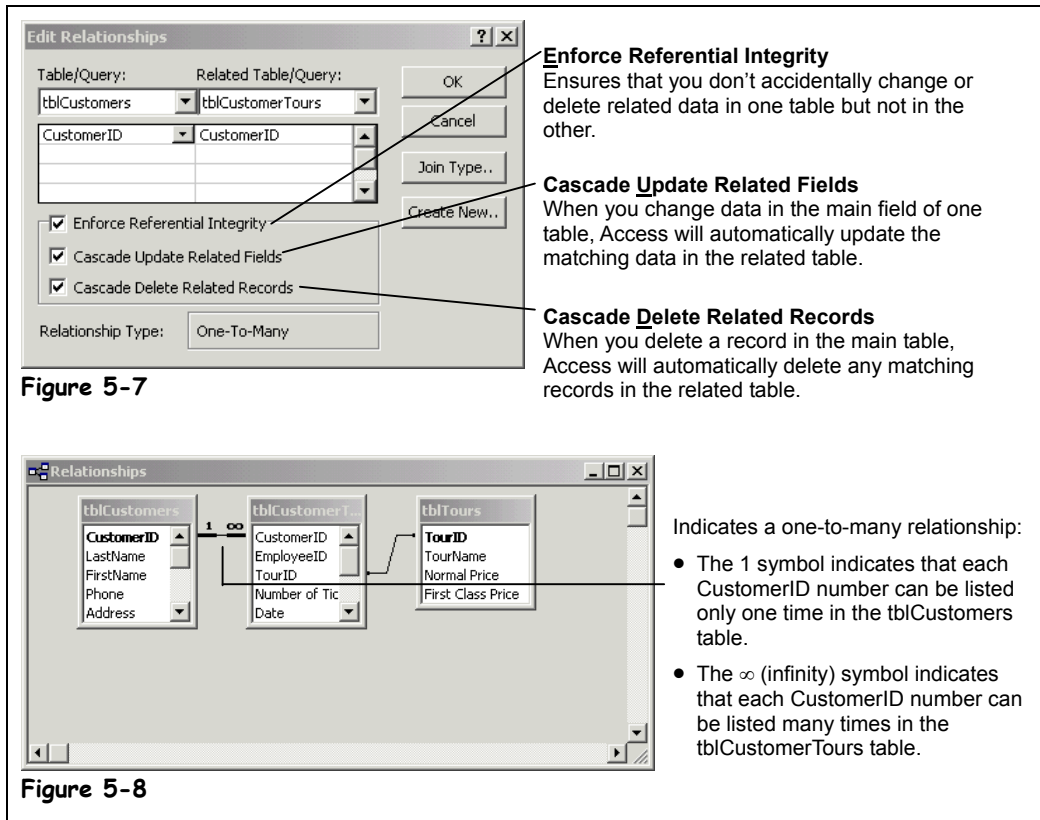 Edit Relationships
Table/Query: Related Table/Query:
tblCustomers tblCustomerTours
CustomerID CustomerID
Enforce Referential Integrity
Cascade Update Related Fields
Cascade Delete Related Records
Relationship Type: One-To-Many
OK
Cancel
Join Type..
Create New..
Figure 5-7
Enforce Referential Integrity
Ensures that you don't accidentally change or
delete related data in one table but not in the
other.
Cascade Update Related Fields
When you change data in the main field of one
table, Access will automatically update the
matching data in the related table.
Cascade Delete Related Records
When you delete a record in the main table,
Access will automatically delete any matching
records in the related table.
Relationships
tblCustomers
CustomerID
LastName
FirstName
Phone
Address
1 ∞
tblCustomerT...
CustomerID
EmployeeID
TourID
Number of Tic
Date
tblTours
TourID
TourName
Normal Price
First Class Price
Figure 5-8
Indicates a one-to-many relationship:
• The 1 symbol indicates that each
CustomerID number can be listed
only one time in the tblCustomers
table.
• The ∞ (infinity) symbol indicates
that each CustomerID number can
be listed many times in the
tblCustomerTours table.